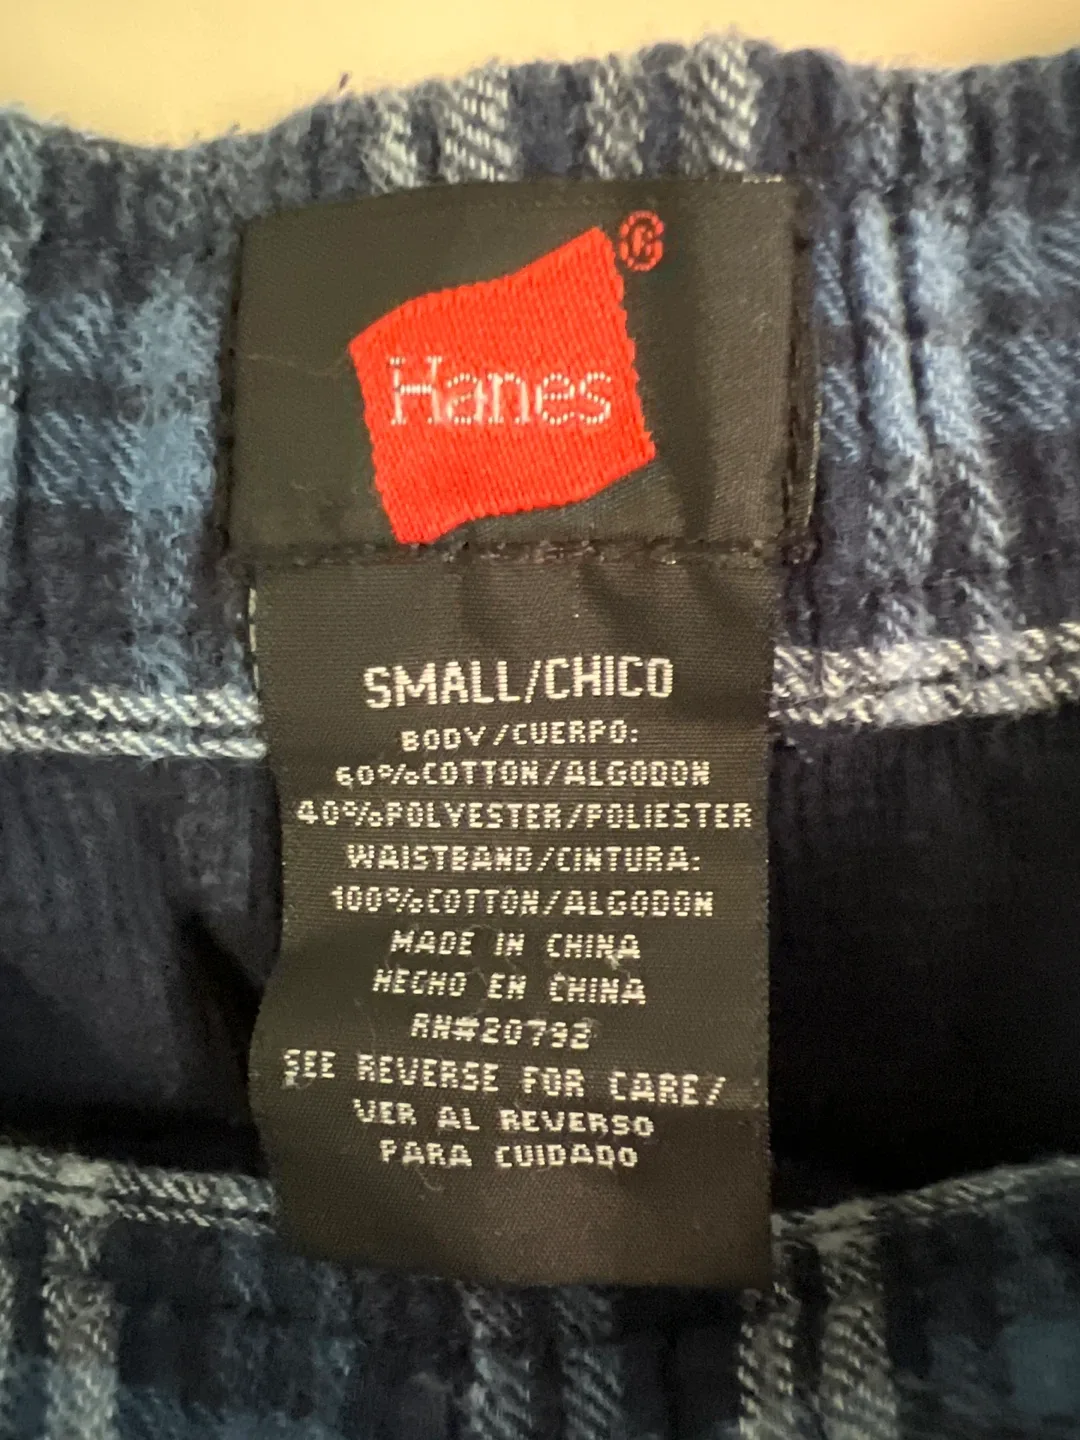 Hanes®
SMALL/CHICO
BODY/CUERPO:
60%COTTON/ALGODON
40%POLYESTER/POLIESTER
WAISTBAND/CINTURA:
100%COTTON/ALGODON
MADE IN CHINA
HECHO EN CHINA
RN#20792
SEE REVERSE FOR CARE/
VER AL REVERSO
PARA CUIDADO